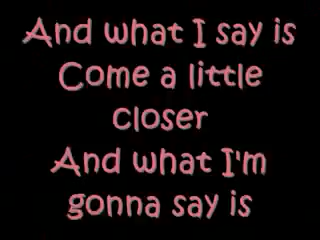 And what I say is
Come a little
closer
And what I'm
gonna say is